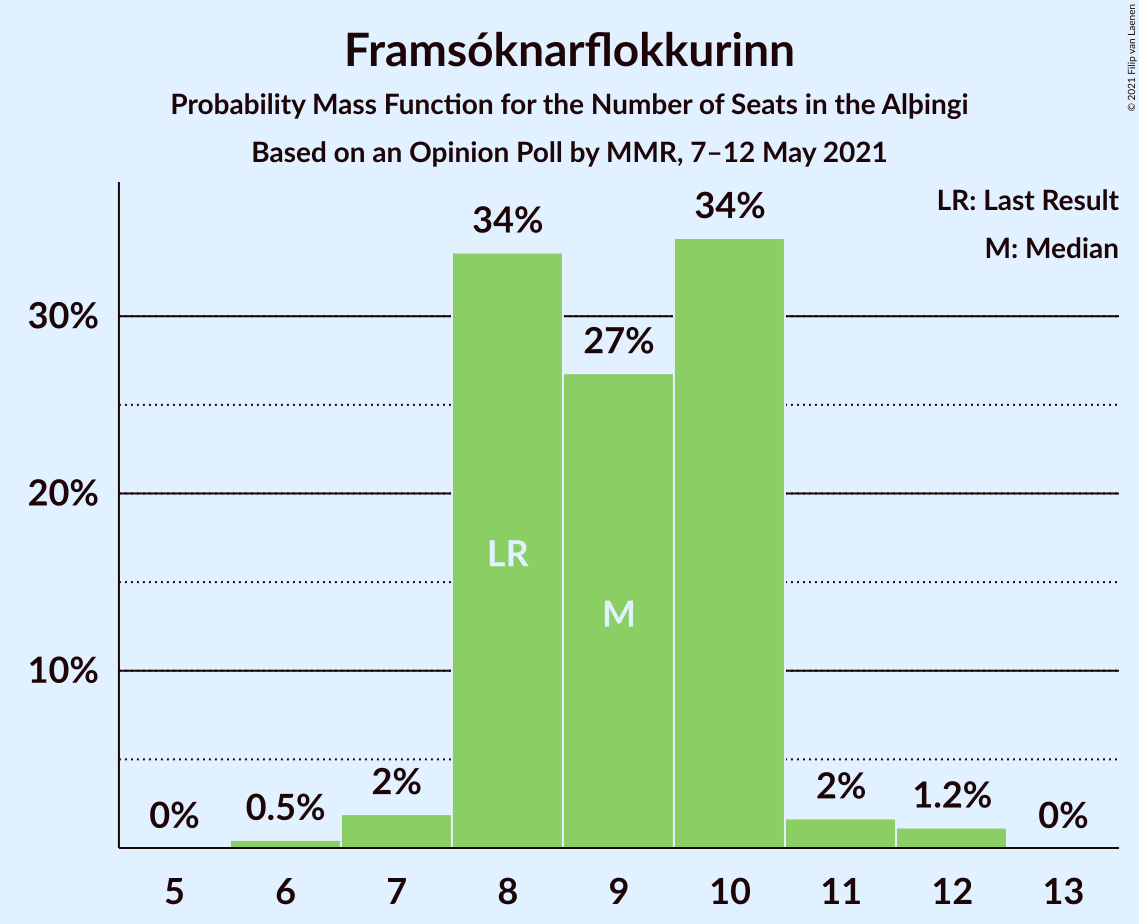 Framsóknarflokkurinn
Probability Mass Function for the Number of Seats in the Alþingi
Based on an Opinion Poll by MMR, 7–12 May 2021
© 2021 Filip van Laenen
LR: Last Result
M: Median
34%
34%
30%
27%
20%
LR
M
10%
0%
0.5%
2%
2%
1.2%
0%
5 6 7 8 9 10 11 12 13